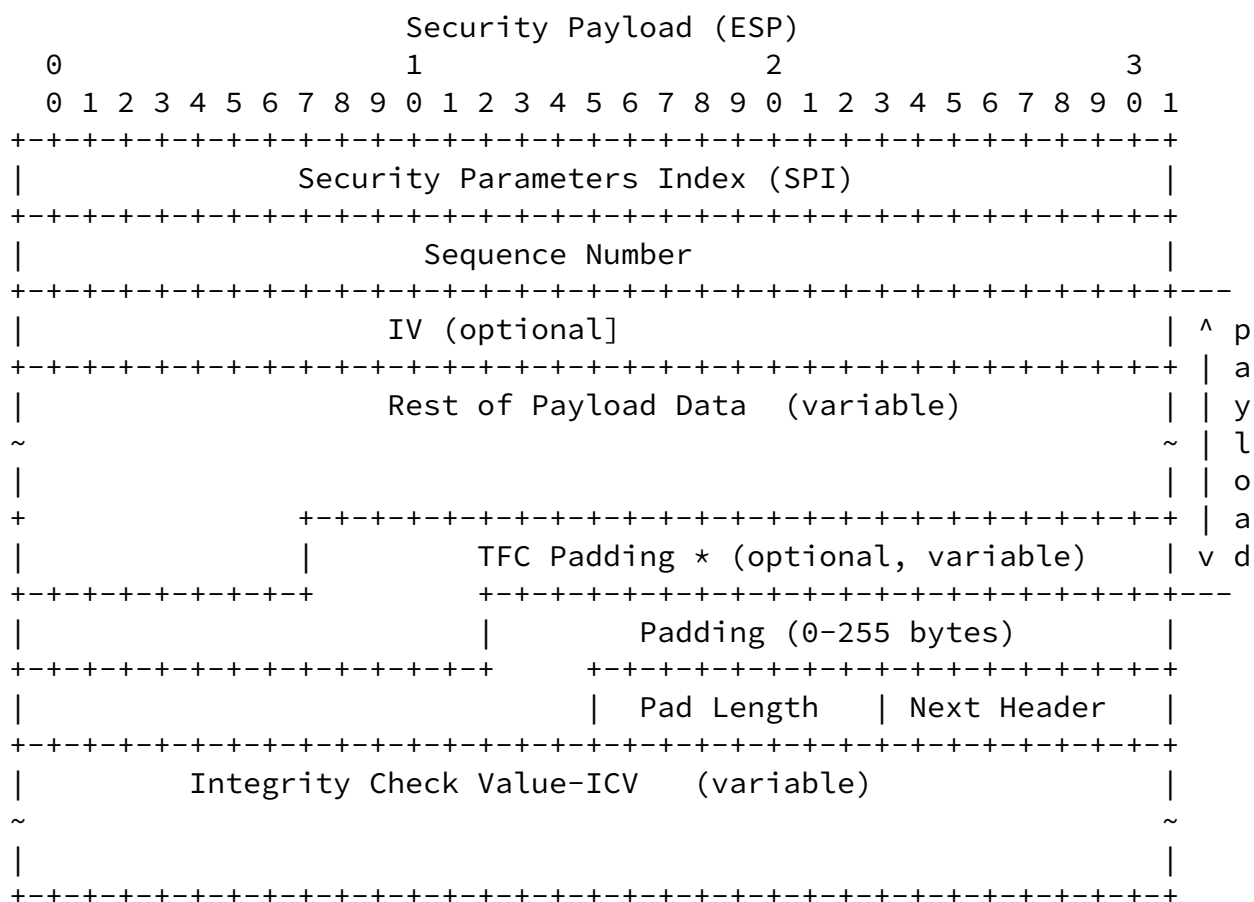 Security Payload (ESP)
0 1 2 3
0 1 2 3 4 5 6 7 8 9 0 1 2 3 4 5 6 7 8 9 0 1 2 3 4 5 6 7 8 9 0 1
Security Parameters Index (SPI)
Sequence Number
IV (optional]
Rest of Payload Data (variable)
TFC Padding * (optional, variable)
Padding (0-255 bytes)
Pad Length | Next Header
Integrity Check Value-ICV (variable)
payload